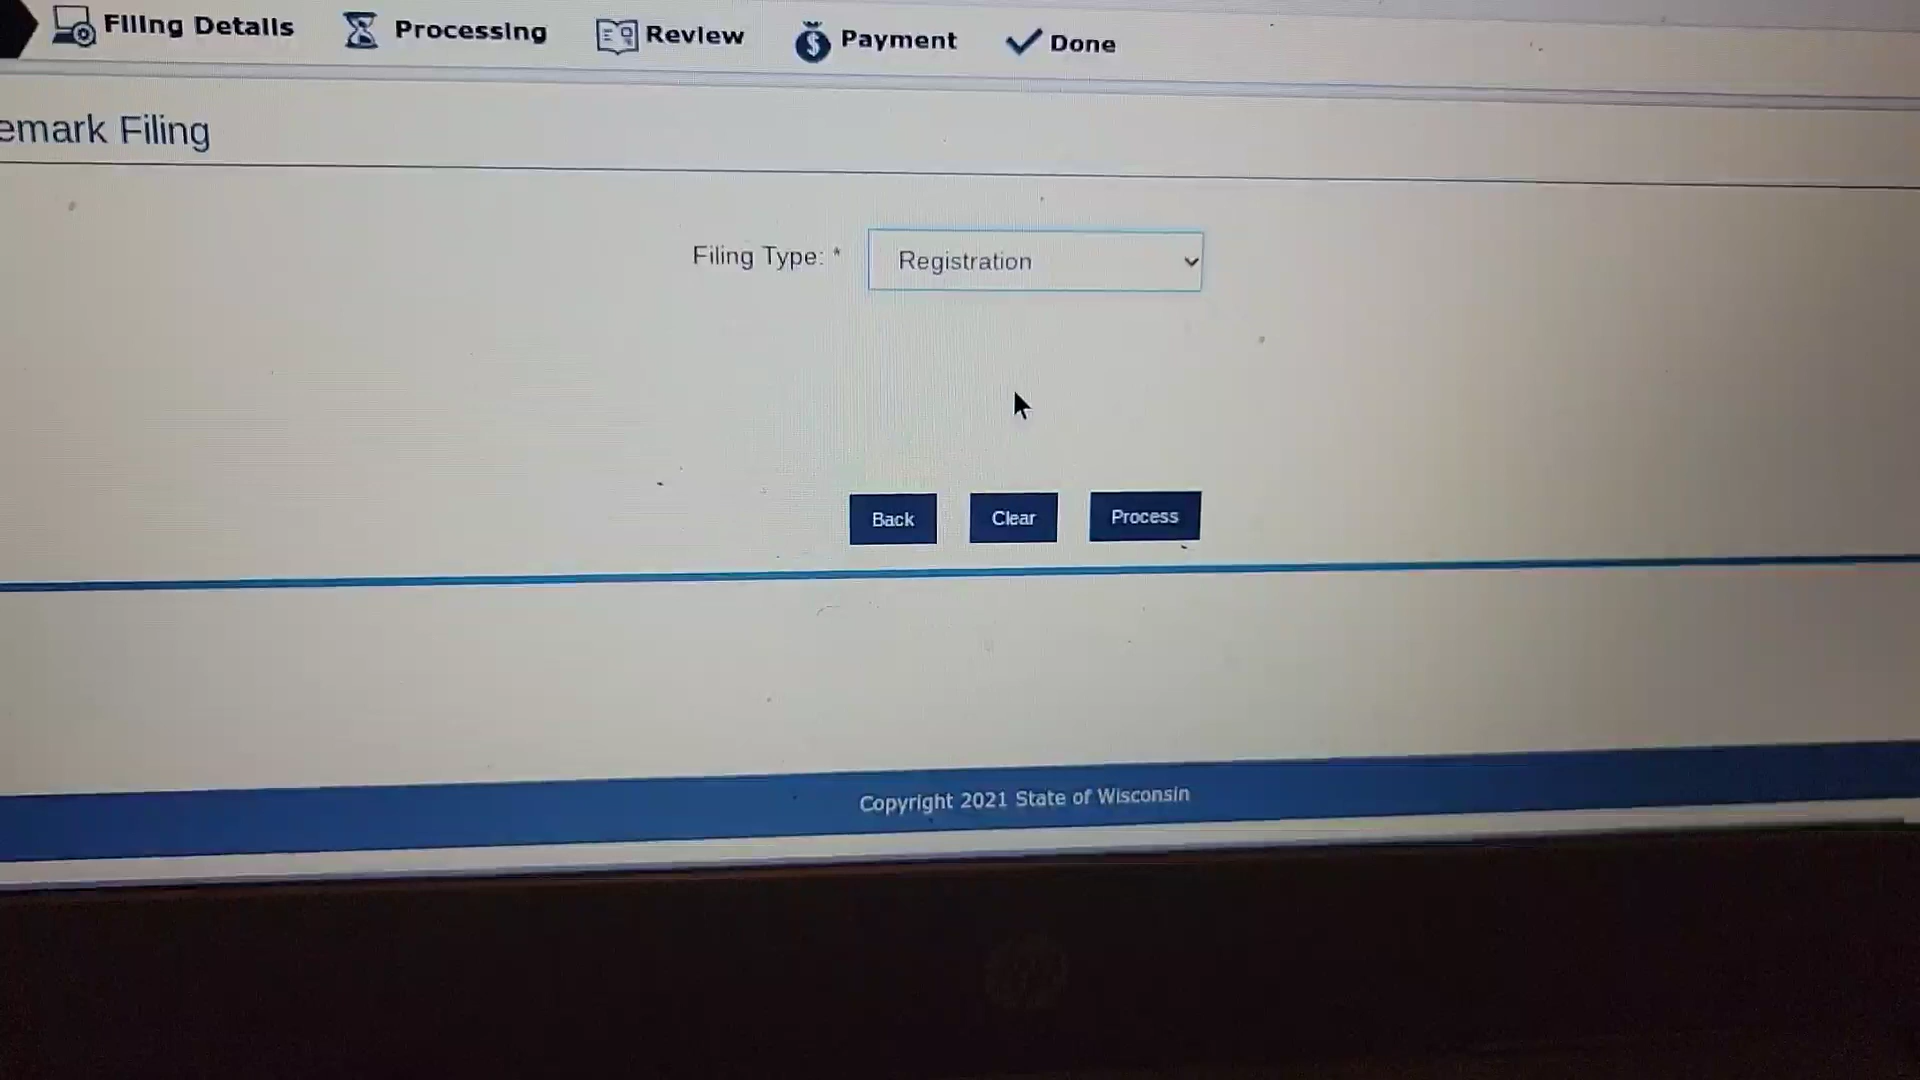 Filing Details Processing Review Payment Done
emark Filing
Filing Type: * Registration
Back Clear Process
Copyright 2021 State of Wisconsin